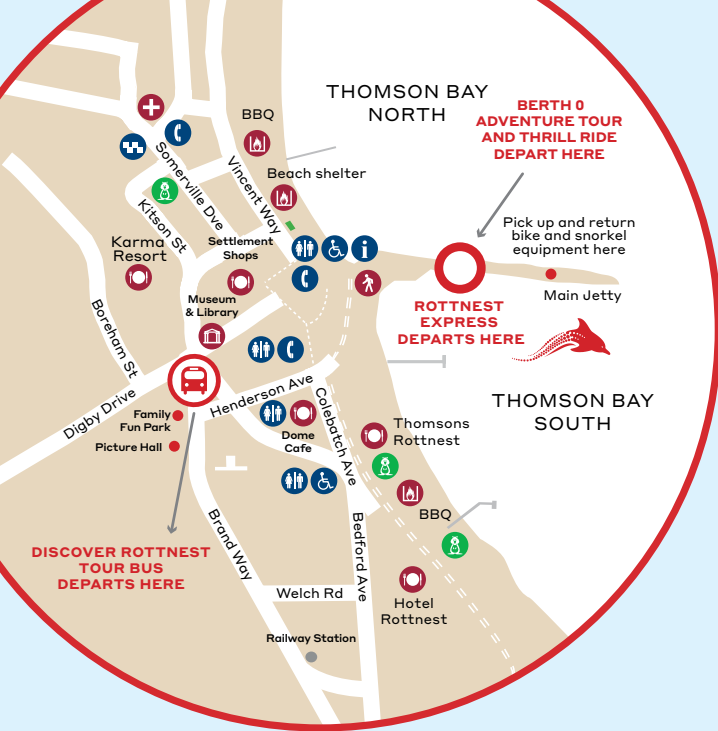 THOMSON BAY
NORTH
BERTH 0
ADVENTURE TOUR
AND THRILL RIDE
DEPART HERE
BBQ
Beach shelter
Somerville Dve
Vincent Way
Kitson St
Pick up and return
bike and snorkel
equipment here
Karma
Resort
Settlement
Shops
i
Main Jetty
Museum
& Library
ROTTNEST
EXPRESS
DEPARTS HERE
Boreham St
Digby Drive
Henderson Ave
Colebatch Ave
THOMSON BAY
SOUTH
Family
Fun Park
Picture Hall
Dome
Cafe
Thomsons
Rottnest
BBQ
Brand Way
Bedford Ave
DISCOVER ROTTNEST
TOUR BUS
DEPARTS HERE
Welch Rd
Hotel
Rottnest
Railway Station